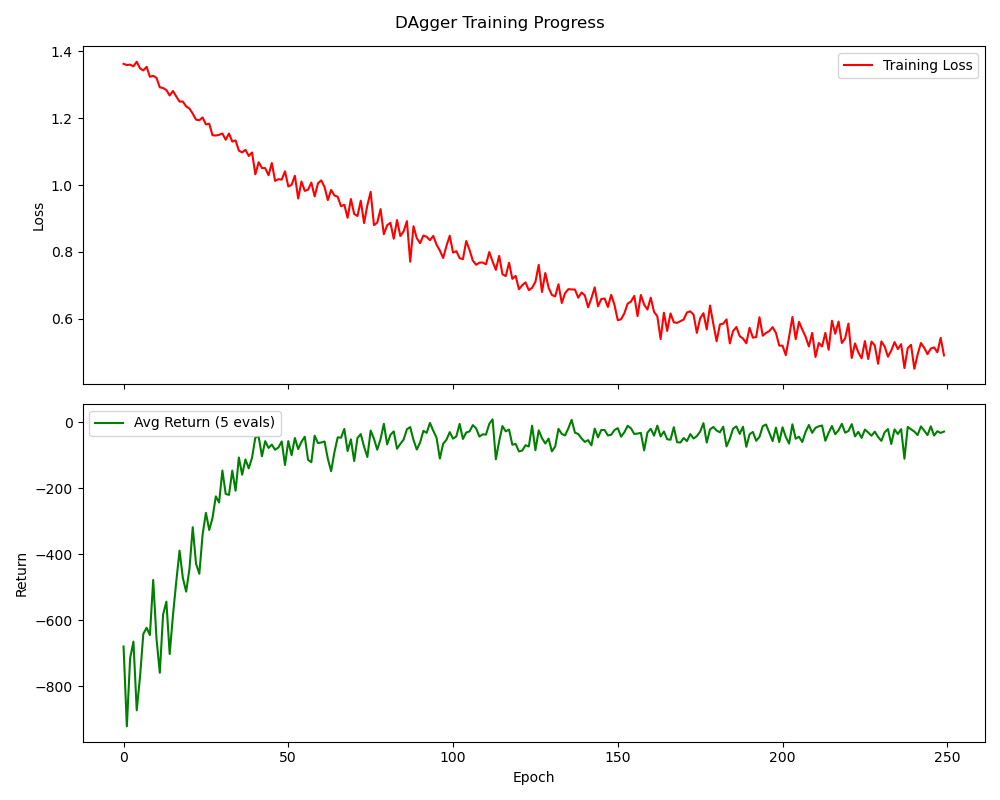 DAgger Training Progress
1.4
1.2
1.0
0.8
0.6
Loss
Training Loss
0
−200
−400
−600
−800
Return
Avg Return (5 evals)
0
50
100
150
200
250
Epoch